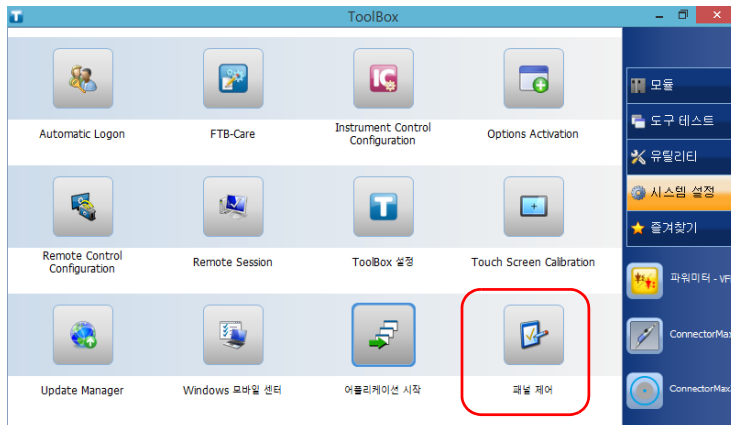 ToolBox
Automatic Logon
FTB-Care
Instrument Control
Configuration
Options Activation
Remote Control
Configuration
Remote Session
ToolBox 설정
Touch Screen Calibration
Update Manager
Windows 모바일 센터
어플리케이션 시작
패널 제어
모듈
도구 테스트
유틸리티
시스템 설정
즐겨찾기
파워미터 - VF
ConnectorMax
ConnectorMax